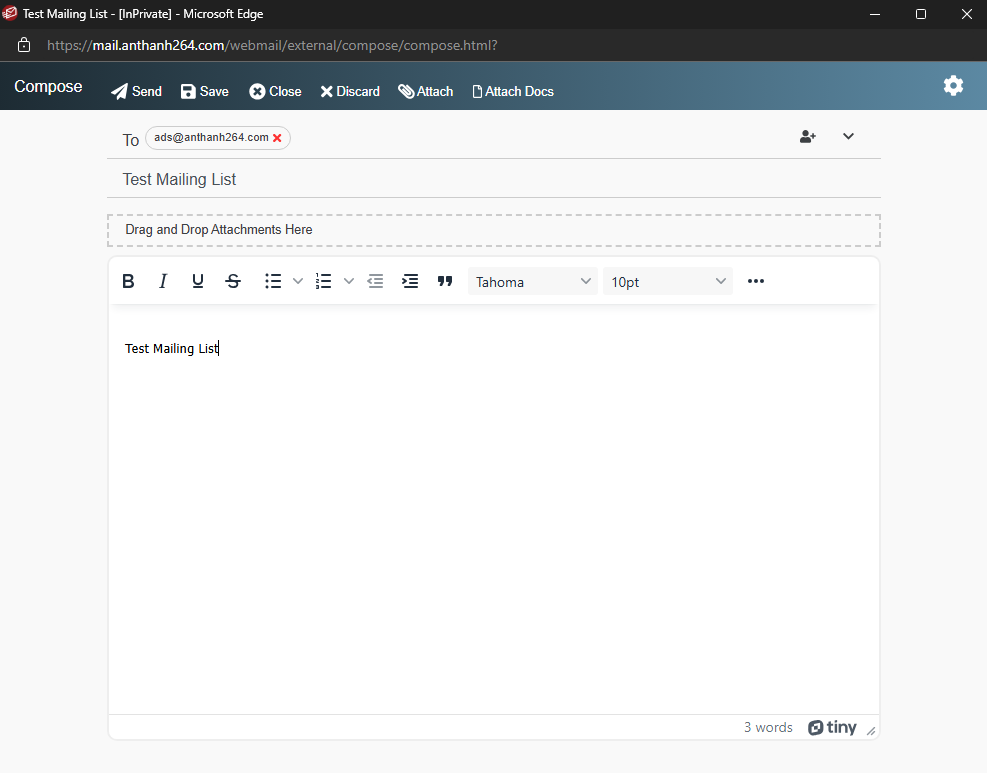 Test Mailing List - [InPrivate] - Microsoft Edge
https://mail.anthanh264.com/webmail/external/compose/compose.html?
Compose Send Save Close Discard Attach Attach Docs
To ads@anthanh264.com
Test Mailing List
Drag and Drop Attachments Here
B I U S Tahoma 10pt
Test Mailing List
3 words tiny